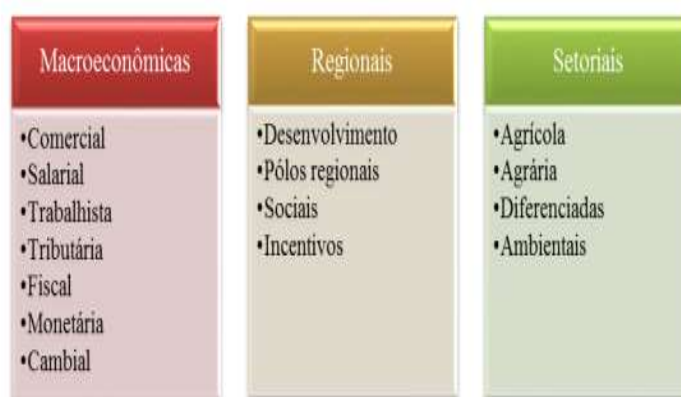 Macroeconômicas
•Comercial
•Salarial
•Trabalhista
•Tributária
•Fiscal
•Monetária
•Cambial
Regionais
•Desenvolvimento
•Pólos regionais
•Sociais
•Incentivos
Setoriais
•Agrícola
•Agrária
•Diferenciadas
•Ambientais